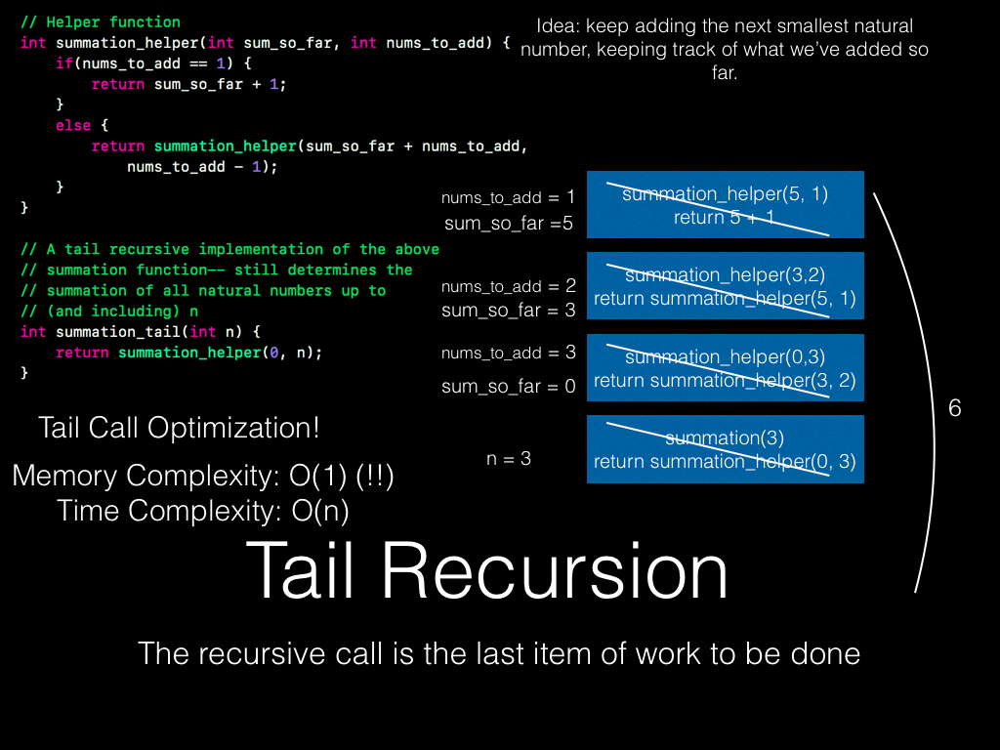 // Helper function
int summation_helper(int sum_so_far, int nums_to_add) {
    if(nums_to_add == 1) {
        return sum_so_far + 1;
    }
    else {
        return summation_helper(sum_so_far + nums_to_add,
            nums_to_add - 1);
    }
}
// A tail recursive implementation of the above
// summation function-- still determines the
// summation of all natural numbers up to
// (and including) n
int summation_tail(int n) {
    return summation_helper(0, n);
}
Idea: keep adding the next smallest natural
number, keeping track of what we’ve added so
far.
nums_to_add = 1
sum_so_far =5
summation_helper(5, 1)
return 5 + 1
nums_to_add = 2
sum_so_far = 3
summation_helper(3,2)
return summation_helper(5, 1)
nums_to_add = 3
sum_so_far = 0
summation_helper(0,3)
return summation_helper(3, 2)
n = 3
summation(3)
return summation_helper(0, 3)
6
Tail Call Optimization!
Memory Complexity: O(1) (!!)
Time Complexity: O(n)
Tail Recursion
The recursive call is the last item of work to be done